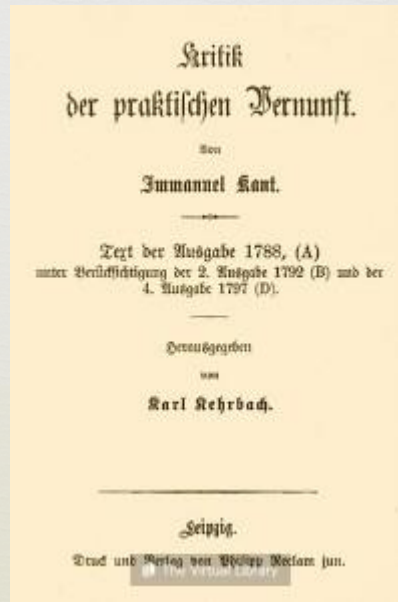 Kritik
der praktischen Vernunft.
Von
Immanuel Kant.
Text der Ausgabe 1788, (A)
unter Berücksichtigung der 2. Ausgabe 1792 (B) und der
4. Ausgabe 1797 (D).
Herausgegeben
von
Karl Kehrbach.
Leipzig.
Druck und Verlag von Philipp Reclam jun.
The Virtual Library